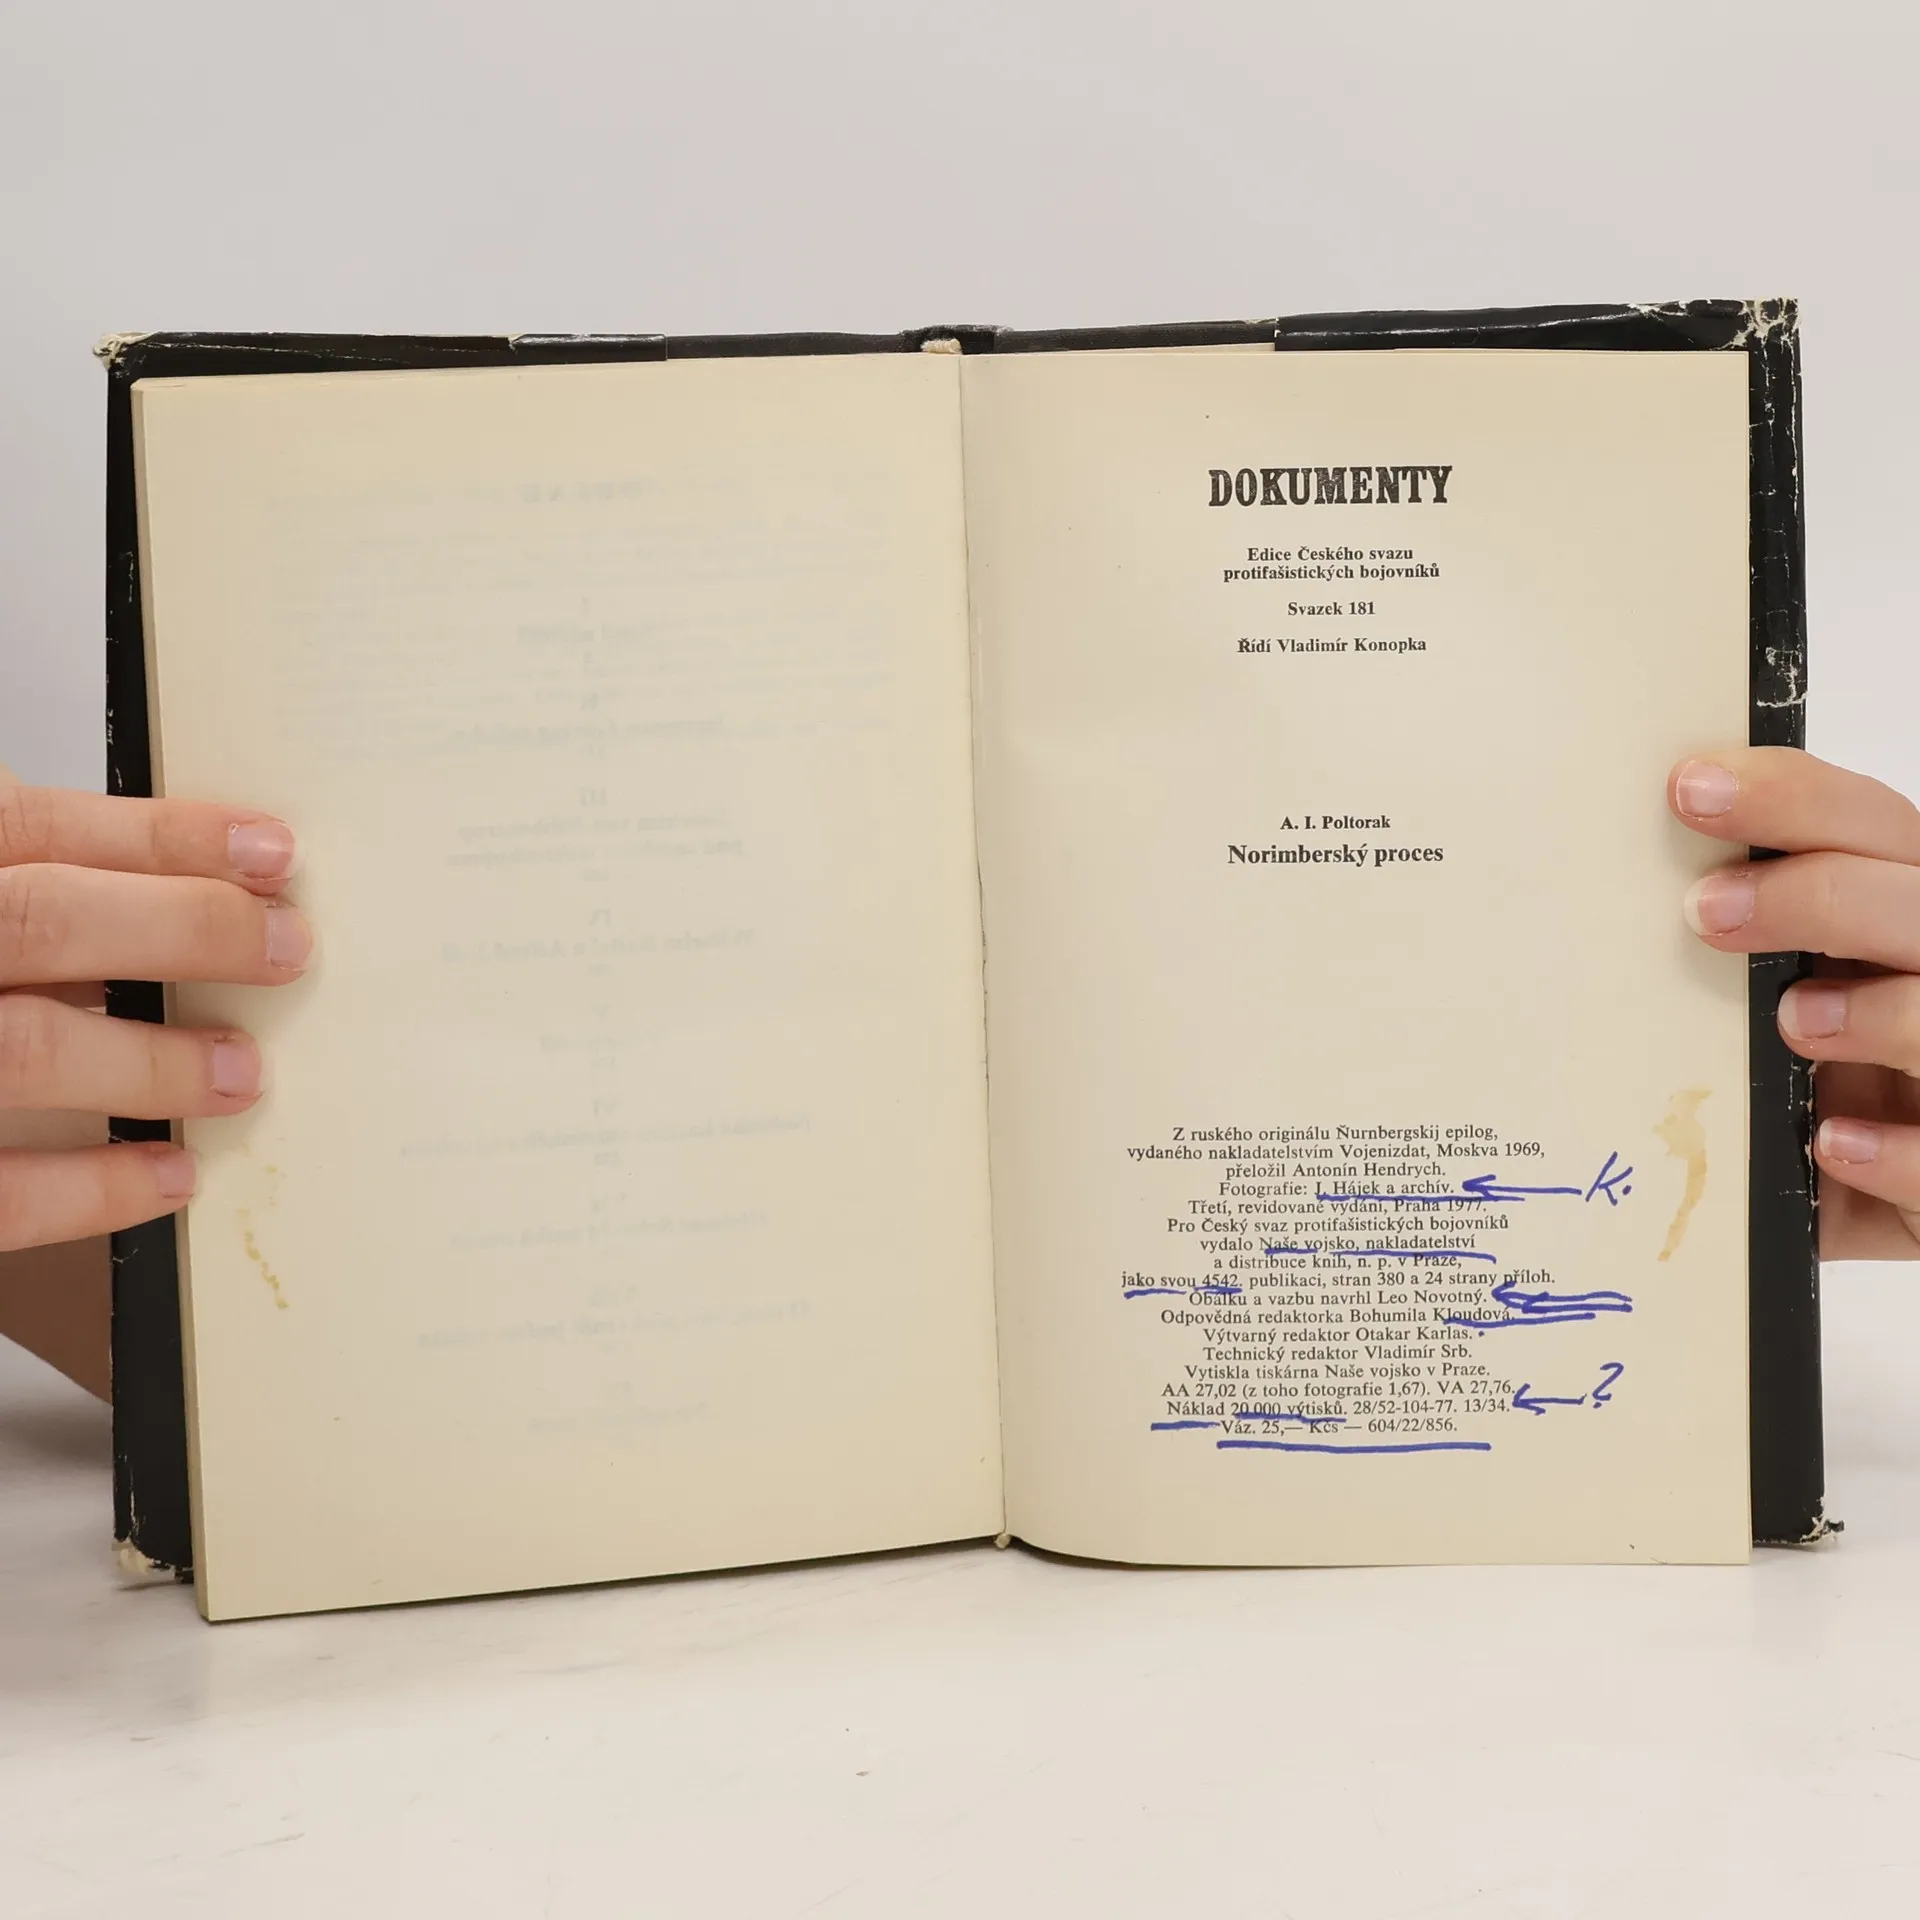 DOKUMENTY
Edice Českého svazu
protifašistických bojovníků
Svazek 181
Řídí Vladimír Konopka
A. I. Poltorak
Norimberský proces
Z ruského originálu Ňurnbergskij epilog,
vydaného nakladatelstvím Vojenizdat, Moskva 1969,
přeložil Antonín Hendrych.
Fotografie: J. Hájek a archív.
K.
Třetí, revidované vydání, Praha 1977.
Pro Český svaz protifašistických bojovníků
vydalo Naše vojsko, nakladatelství
a distribuce knih, n. p. v Praze,
jako svou 4542. publikaci, stran 380 a 24 strany příloh.
Obálku a vazbu navrhl Leo Novotný.
Odpovědná redaktorka Bohumila Kloudová.
Výtvarný redaktor Otakar Karlas.
Technický redaktor Vladimír Srb.
Vytiskla tiskárna Naše vojsko v Praze.
AA 27,02 (z toho fotografie 1,67). VA 27,76.
?
Náklad 20 000 výtisků. 28/52-104-77. 13/34.
Váz. 25,— Kčs — 604/22/856.